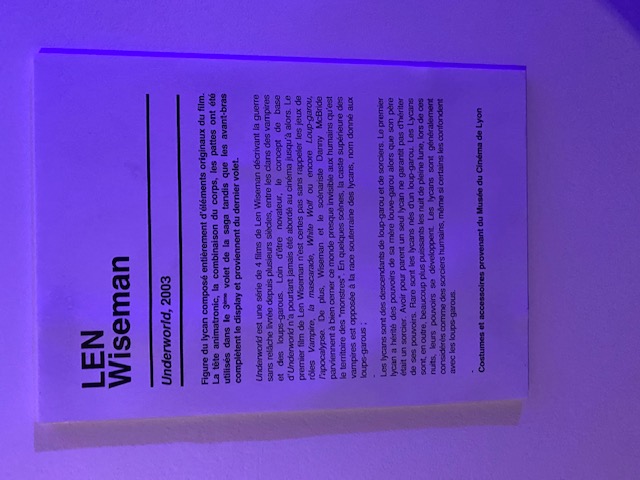 LEN
Wiseman
Underworld, 2003
Figure du lycan composé entièrement d'éléments originaux du film.
La tête animatronic, la combinaison du corps, les pattes ont été
utilisés dans le 3ème volet de la saga tandis que les avant-bras
complètent le display et proviennent du dernier volet.
Underworld est une série de 4 films de Len Wiseman décrivant la guerre
sans relâche livrée depuis plusieurs siècles, entre les clans des vampires
et des loups-garous. Loin d'être novateur, le concept de base
d'Underworld n'a pourtant jamais été abordé au cinéma jusqu'à alors. Le
premier film de Len Wiseman n'est certes pas sans rappeler les jeux de
rôles Vampire, la mascarade, White Wolf ou encore Loup-garou,
l'apocalypse. De plus, Wiseman et le scénariste Danny McBride
parviennent à bien cerner ce monde presque invisible aux humains qu'est
le territoire des "monstres". En quelques scènes, la caste supérieure des
vampires est opposée à la race souterraine des lycans, nom donné aux
loups-garous ;
-
Les lycans sont des descendants de loup-garou et de sorciers. Le premier
lycan a hérité des pouvoirs de sa mère louve-garou alors que son père
était un sorcier. Avoir pour parent un seul lycan ne garantit pas d'hériter
de ses pouvoirs. Rare sont les lycans nés d'un loup-garou. Les Lycans
sont, en outre, beaucoup plus puissants les nuit de pleine lune, lors de ces
nuits, leurs pouvoirs se développent. Les lycans sont généralement
considérés comme des sorciers humains, même si certains les confondent
avec les loups-garous.
-
Costumes et accessoires provenant du Musée du Cinéma de Lyon